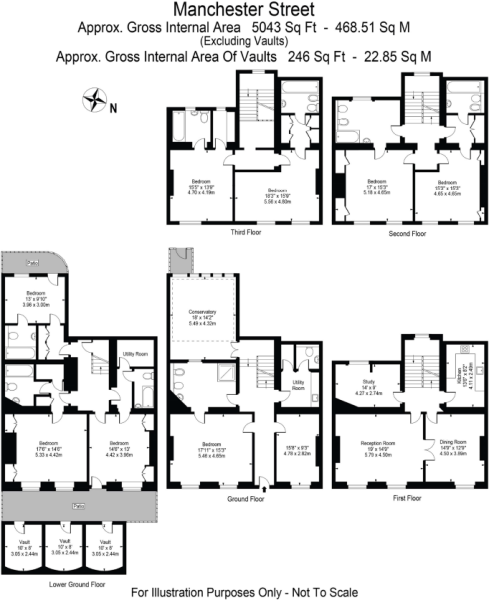 Manchester Street
Approx. Gross Internal Area 5043 Sq Ft - 468.51 Sq M
(Excluding Vaults)
Approx. Gross Internal Area Of Vaults 246 Sq Ft - 22.85 Sq M
N
Bedroom
15'5" x 13'9"
4.70 x 4.19m
Bedroom
18'3" x 15'9"
5.56 x 4.80m
Third Floor
Bedroom
17' x 15'3"
5.18 x 4.65m
Bedroom
15'3" x 15'3"
4.65 x 4.65m
Second Floor
Patio
Bedroom
13' x 9'10"
3.96 x 3.00m
Utility Room
Bedroom
17'6" x 14'6"
5.33 x 4.42m
Bedroom
14'6" x 13'
4.42 x 3.96m
Patio
Vault
10' x 8'
3.05 x 2.44m
Vault
10' x 8'
3.05 x 2.44m
Vault
10' x 8'
3.05 x 2.44m
Lower Ground Floor
Conservatory
18' x 14'2"
5.49 x 4.32m
Utility
Room
Bedroom
17'11" x 15'3"
5.46 x 4.65m
15'8" x 9'3"
4.79 x 2.82m
Ground Floor
Study
14' x 9'
4.27 x 2.74m
Kitchen
13'6" x 8'2"
4.11 x 2.49m
Reception Room
19' x 14'9"
5.79 x 4.50m
Dining Room
14'9" x 12'9"
4.50 x 3.89m
First Floor
For Illustration Purposes Only - Not To Scale